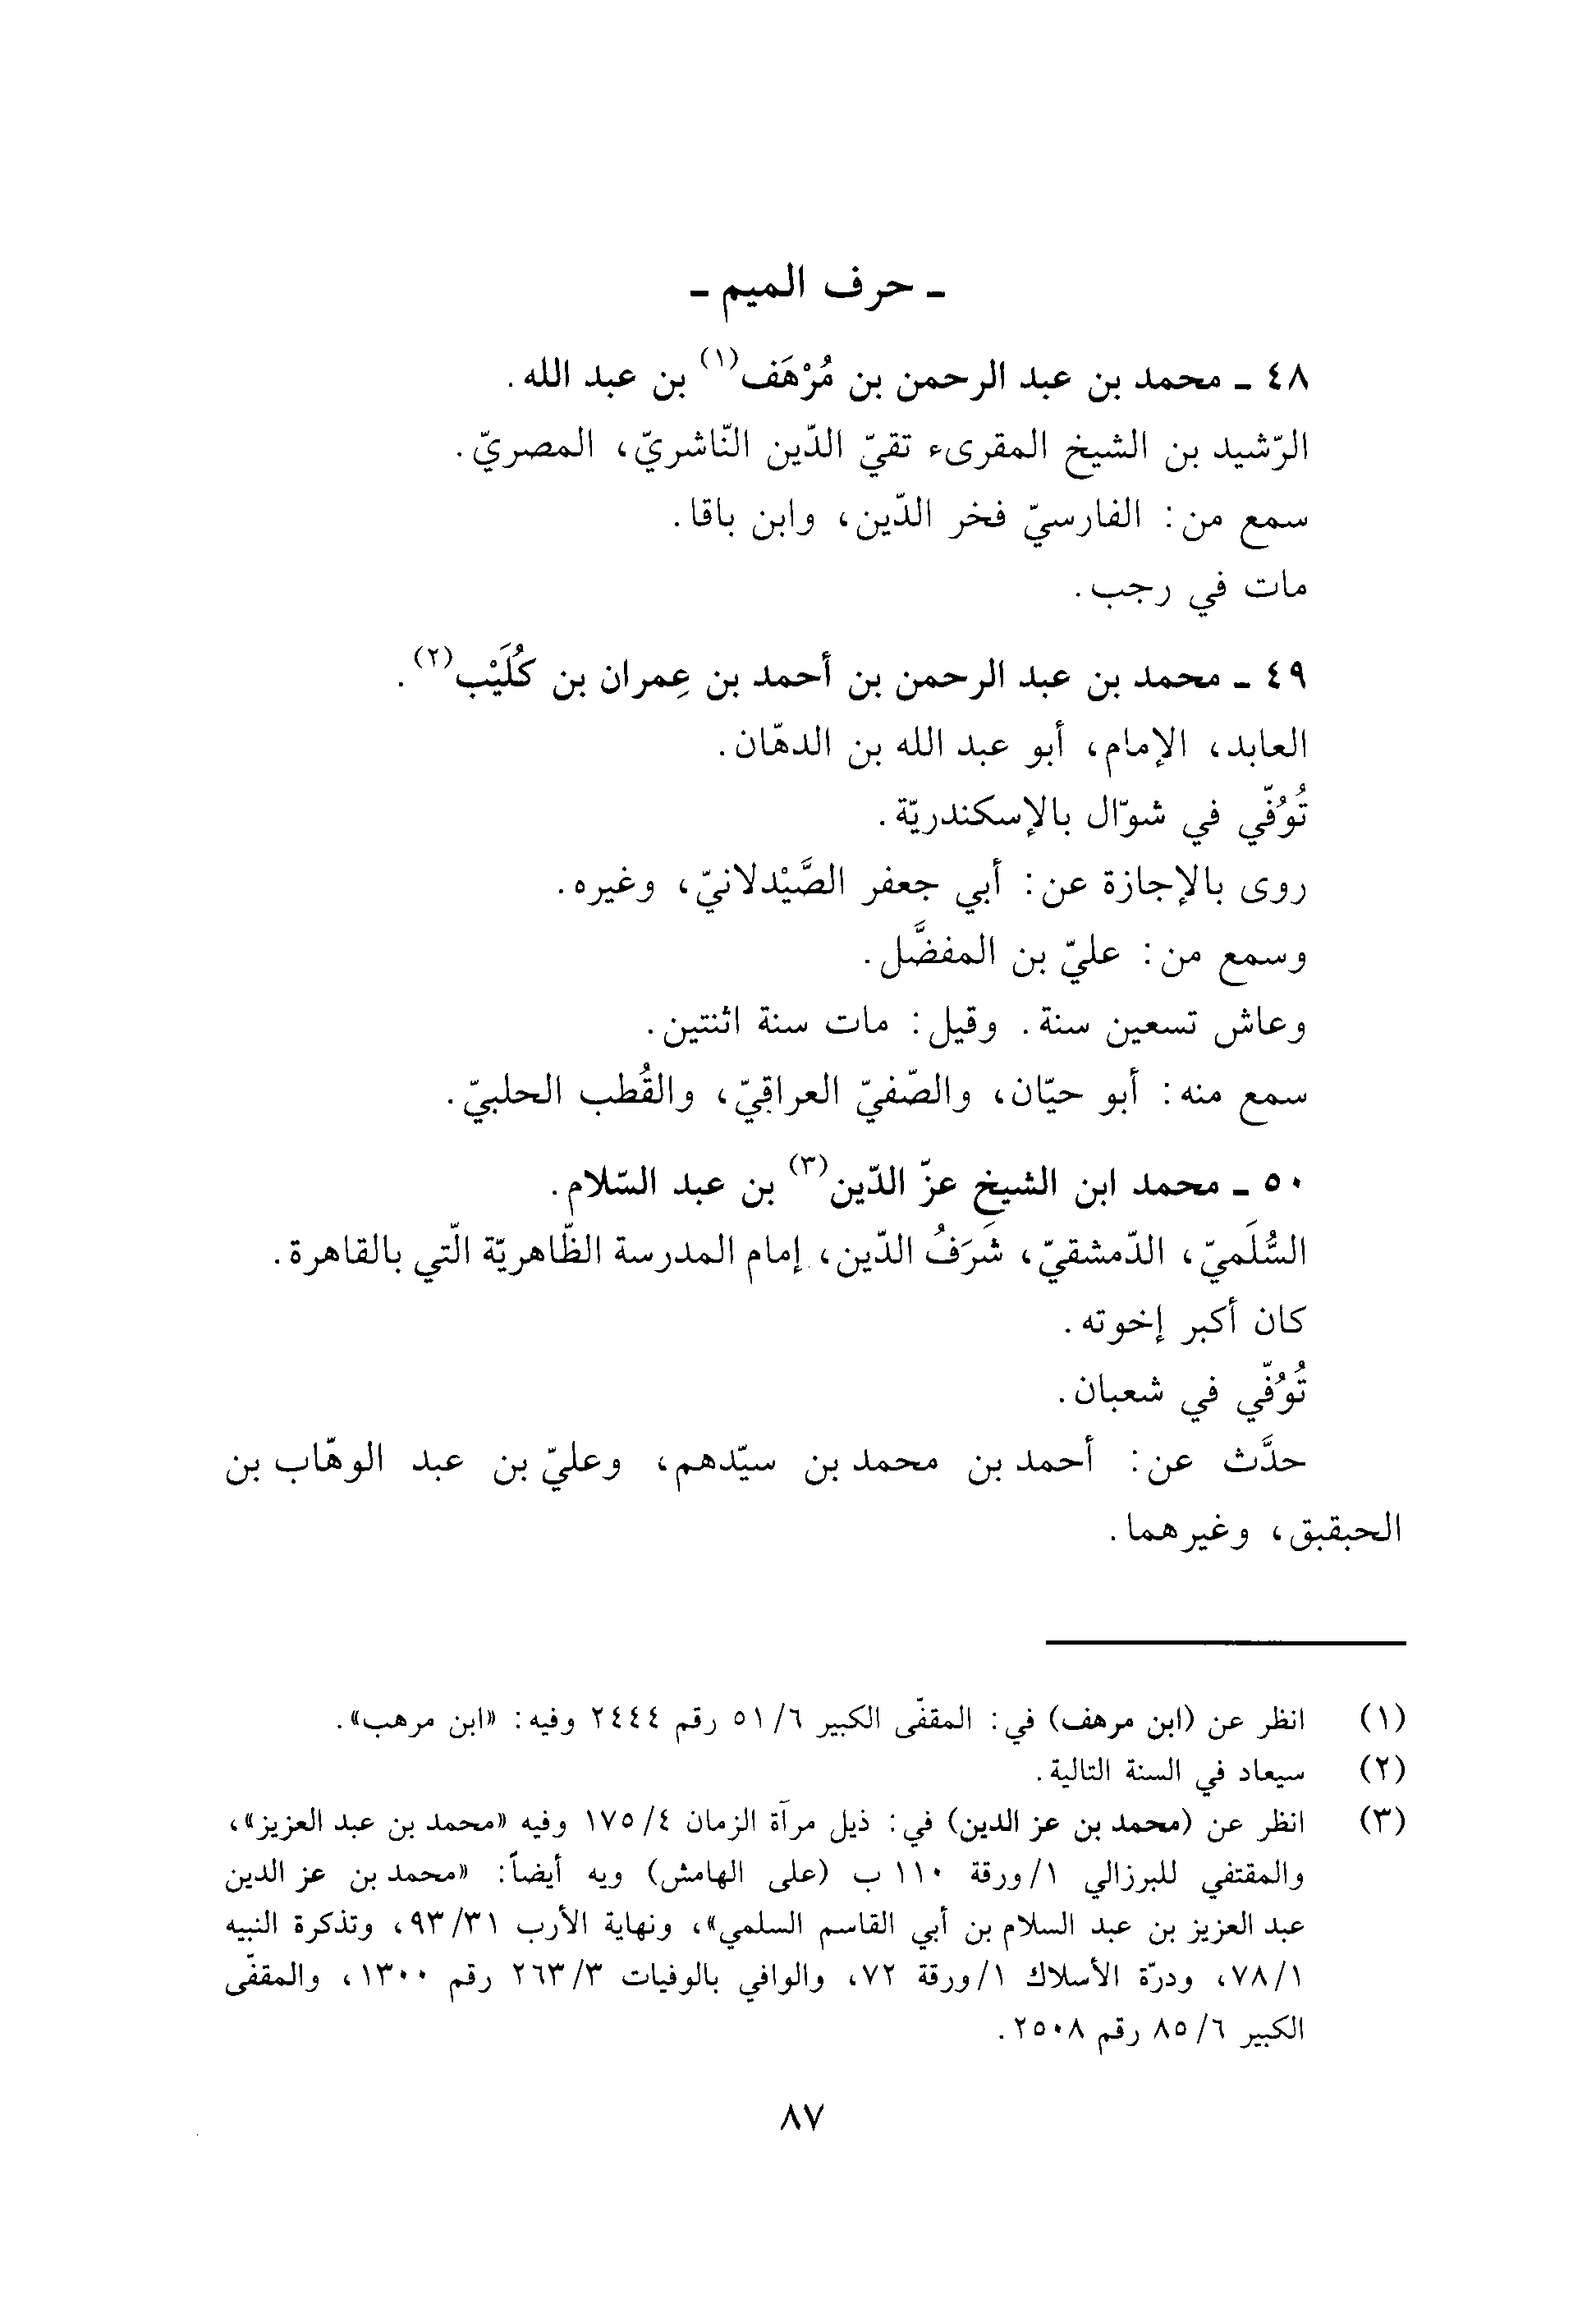 ـ حرف الميم ـ
٤٨ ـ محمد بن عبد الرحمن بن مُرْهَف(١) بن عبد الله.
الرّشيد بن الشيخ المقرىء تقيّ الدّين النّاشريّ، المصريّ.
سمع من: الفارسيّ فخر الدّين، وابن باقا.
مات في رجب.
٤٩ ـ محمد بن عبد الرحمن بن أحمد بن عِمران بن كُلَيْب(٢).
العابد، الإمام، أبو عبد الله بن الدهّان.
تُوُفّي في شوّال بالإسكندريّة.
روى بالإجازة عن: أبي جعفر الصَّيْدلانيّ، وغيره.
وسمع من: عليّ بن المفضَّل.
وعاش تسعين سنة. وقيل: مات سنة اثنتين.
سمع منه: أبو حيّان، والصّفيّ العراقيّ، والقُطب الحلبيّ.
٥٠ ـ محمد ابن الشيخ عزّ الدّين(٣) بن عبد السّلام.
السُّلَميّ، الدّمشقيّ، شَرَفُ الدّين، إمام المدرسة الظّاهريّة الّتي بالقاهرة.
كان أكبر إخوته.
تُوُفّي في شعبان.
حدَّث عن: أحمد بن محمد بن سيّدهم، وعليّ بن عبد الوهّاب بن
الحبقبق، وغيرهما.
(١) انظر عن (ابن مرهف) في: المقفّى الكبير ٥١/٦ رقم ٢٤٤٤ وفيه: «ابن مرهب».
(٢) سيعاد في السنة التالية.
(٣) انظر عن (محمد بن عز الدين) في: ذيل مرآة الزمان ١٧٥/٤ وفيه «محمد بن عبد العزيز»،
والمقتفي للبرزالي ١/ورقة ١١٠ ب (على الهامش) ويه أيضاً: «محمد بن عز الدين
عبد العزيز بن عبد السلام بن أبي القاسم السلمي»، ونهاية الأرب ٩٣/٣١، وتذكرة النبيه
٧٨/١، ودرّة الأسلاك ١/ورقة ٧٢، والوافي بالوفيات ٢٦٣/٣ رقم ١٣٠٠، والمقفّى
الكبير ٨٥/٦ رقم ٢٥٠٨.
٨٧